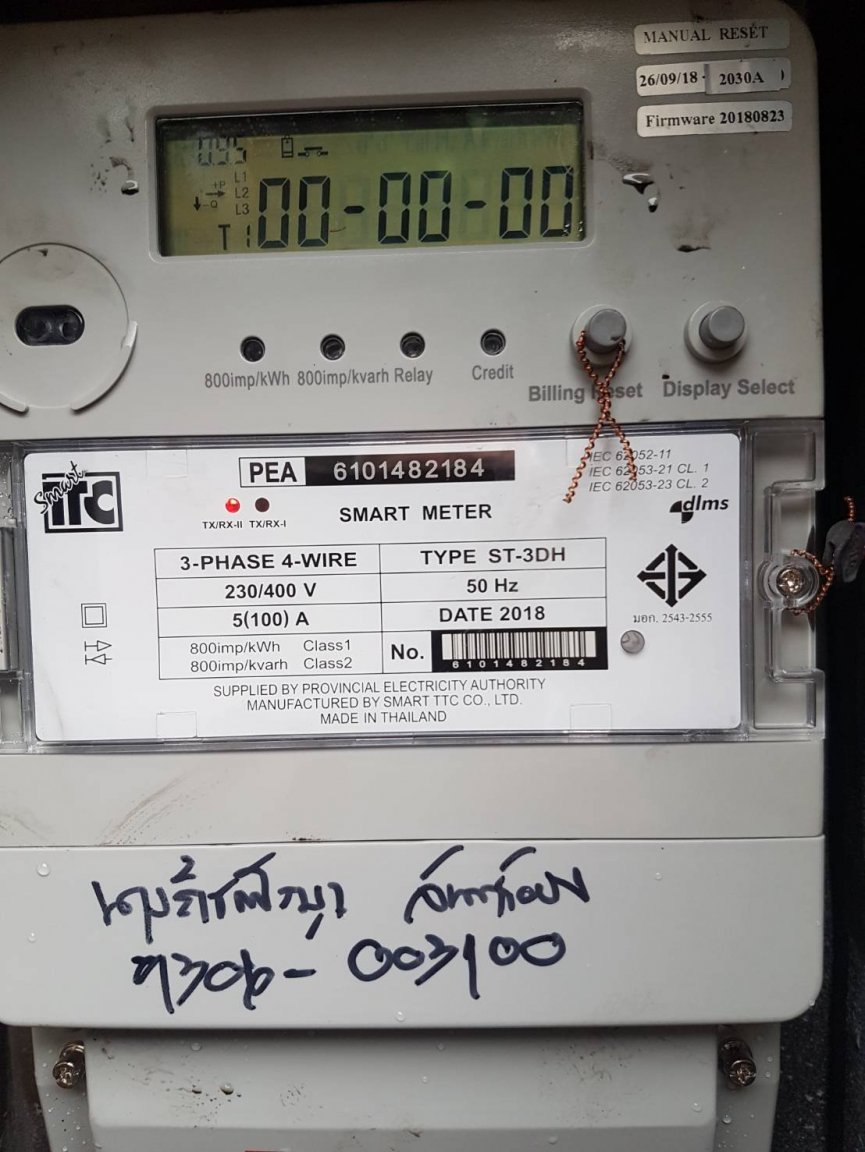 MANUAL RESET
26/09/18 - 2030A
Firmware 20180823
095
+P L1
-Q L2
L3
T1 00-00-00
800imp/kWh 800imp/kvarh Relay Credit
Billing Reset Display Select
PEA 6101482184
IEC 62052-11
IEC 62053-21 CL. 1
IEC 62053-23 CL. 2
Smart TTC
TX/RX-II TX/RX-I
SMART METER
dlms
3-PHASE 4-WIRE TYPE ST-3DH
230/400 V 50 Hz
5(100) A DATE 2018
800imp/kWh Class1
800imp/kvarh Class2
No. 6101482184
มอก. 2543-2555
SUPPLIED BY PROVINCIAL ELECTRICITY AUTHORITY
MANUFACTURED BY SMART TTC CO., LTD.
MADE IN THAILAND
003100